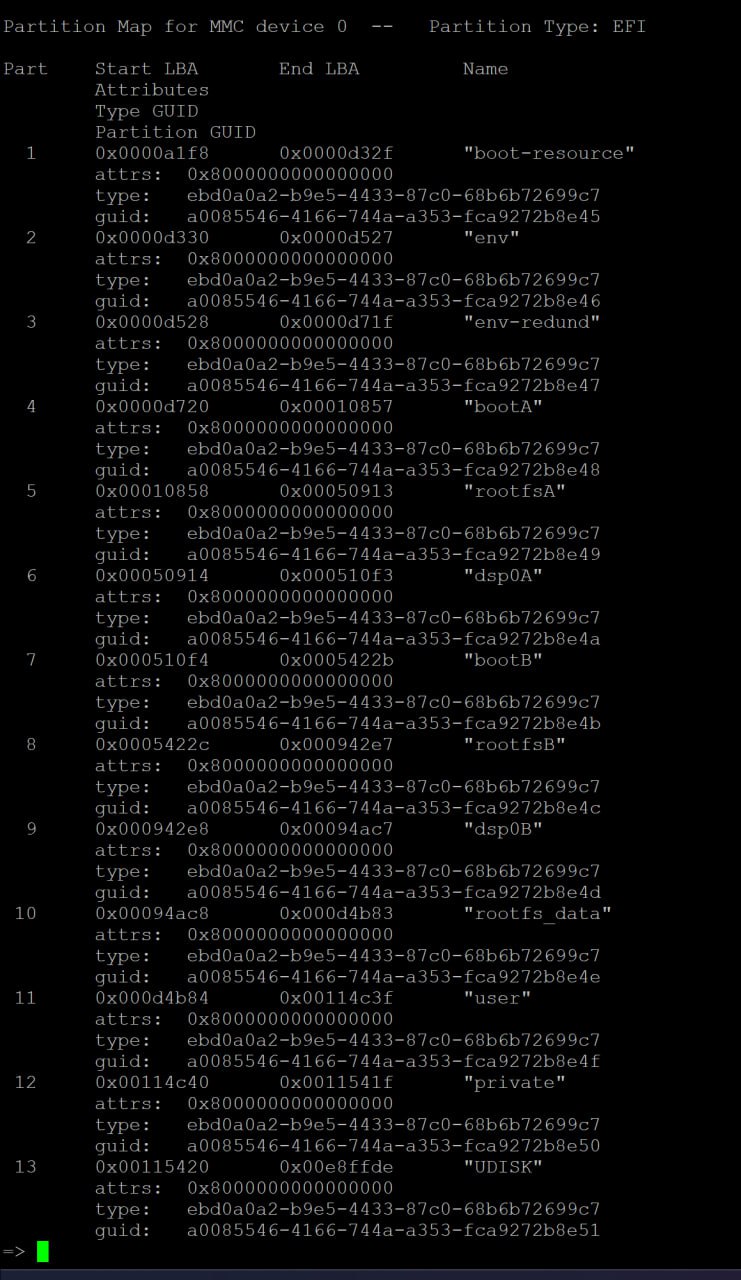 Partition Map for MMC device 0  --   Partition Type: EFI
Part    Start LBA       End LBA         Name
        Attributes
        Type GUID
        Partition GUID
  1     0x0000a1f8      0x0000d32f      "boot-resource"
        attrs:  0x8000000000000000
        type:   ebd0a0a2-b9e5-4433-87c0-68b6b72699c7
        guid:   a0085546-4166-744a-a353-fca9272b8e45
  2     0x0000d330      0x0000d527      "env"
        attrs:  0x8000000000000000
        type:   ebd0a0a2-b9e5-4433-87c0-68b6b72699c7
        guid:   a0085546-4166-744a-a353-fca9272b8e46
  3     0x0000d528      0x0000d71f      "env-redund"
        attrs:  0x8000000000000000
        type:   ebd0a0a2-b9e5-4433-87c0-68b6b72699c7
        guid:   a0085546-4166-744a-a353-fca9272b8e47
  4     0x0000d720      0x00010857      "bootA"
        attrs:  0x8000000000000000
        type:   ebd0a0a2-b9e5-4433-87c0-68b6b72699c7
        guid:   a0085546-4166-744a-a353-fca9272b8e48
  5     0x00010858      0x00050913      "rootfsA"
        attrs:  0x8000000000000000
        type:   ebd0a0a2-b9e5-4433-87c0-68b6b72699c7
        guid:   a0085546-4166-744a-a353-fca9272b8e49
  6     0x00050914      0x000510f3      "dsp0A"
        attrs:  0x8000000000000000
        type:   ebd0a0a2-b9e5-4433-87c0-68b6b72699c7
        guid:   a0085546-4166-744a-a353-fca9272b8e4a
  7     0x000510f4      0x0005422b      "bootB"
        attrs:  0x8000000000000000
        type:   ebd0a0a2-b9e5-4433-87c0-68b6b72699c7
        guid:   a0085546-4166-744a-a353-fca9272b8e4b
  8     0x0005422c      0x000942e7      "rootfsB"
        attrs:  0x8000000000000000
        type:   ebd0a0a2-b9e5-4433-87c0-68b6b72699c7
        guid:   a0085546-4166-744a-a353-fca9272b8e4c
  9     0x000942e8      0x00094ac7      "dsp0B"
        attrs:  0x8000000000000000
        type:   ebd0a0a2-b9e5-4433-87c0-68b6b72699c7
        guid:   a0085546-4166-744a-a353-fca9272b8e4d
 10     0x00094ac8      0x000d4b83      "rootfs_data"
        attrs:  0x8000000000000000
        type:   ebd0a0a2-b9e5-4433-87c0-68b6b72699c7
        guid:   a0085546-4166-744a-a353-fca9272b8e4e
 11     0x000d4b84      0x00114c3f      "user"
        attrs:  0x8000000000000000
        type:   ebd0a0a2-b9e5-4433-87c0-68b6b72699c7
        guid:   a0085546-4166-744a-a353-fca9272b8e4f
 12     0x00114c40      0x0011541f      "private"
        attrs:  0x8000000000000000
        type:   ebd0a0a2-b9e5-4433-87c0-68b6b72699c7
        guid:   a0085546-4166-744a-a353-fca9272b8e50
 13     0x00115420      0x00e8ffde      "UDISK"
        attrs:  0x8000000000000000
        type:   ebd0a0a2-b9e5-4433-87c0-68b6b72699c7
        guid:   a0085546-4166-744a-a353-fca9272b8e51
=>